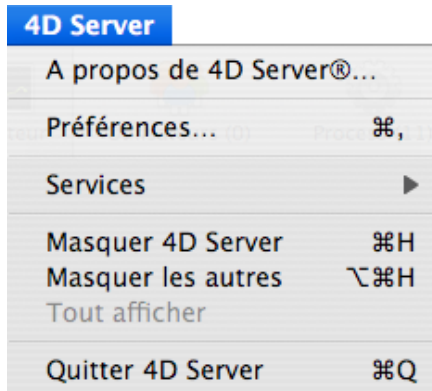 4D Server
A propos de 4D Server®...
Préférences... ⌘,
Services ▶
Masquer 4D Server ⌘H
Masquer les autres ⌥⌘H
Tout afficher
Quitter 4D Server ⌘Q